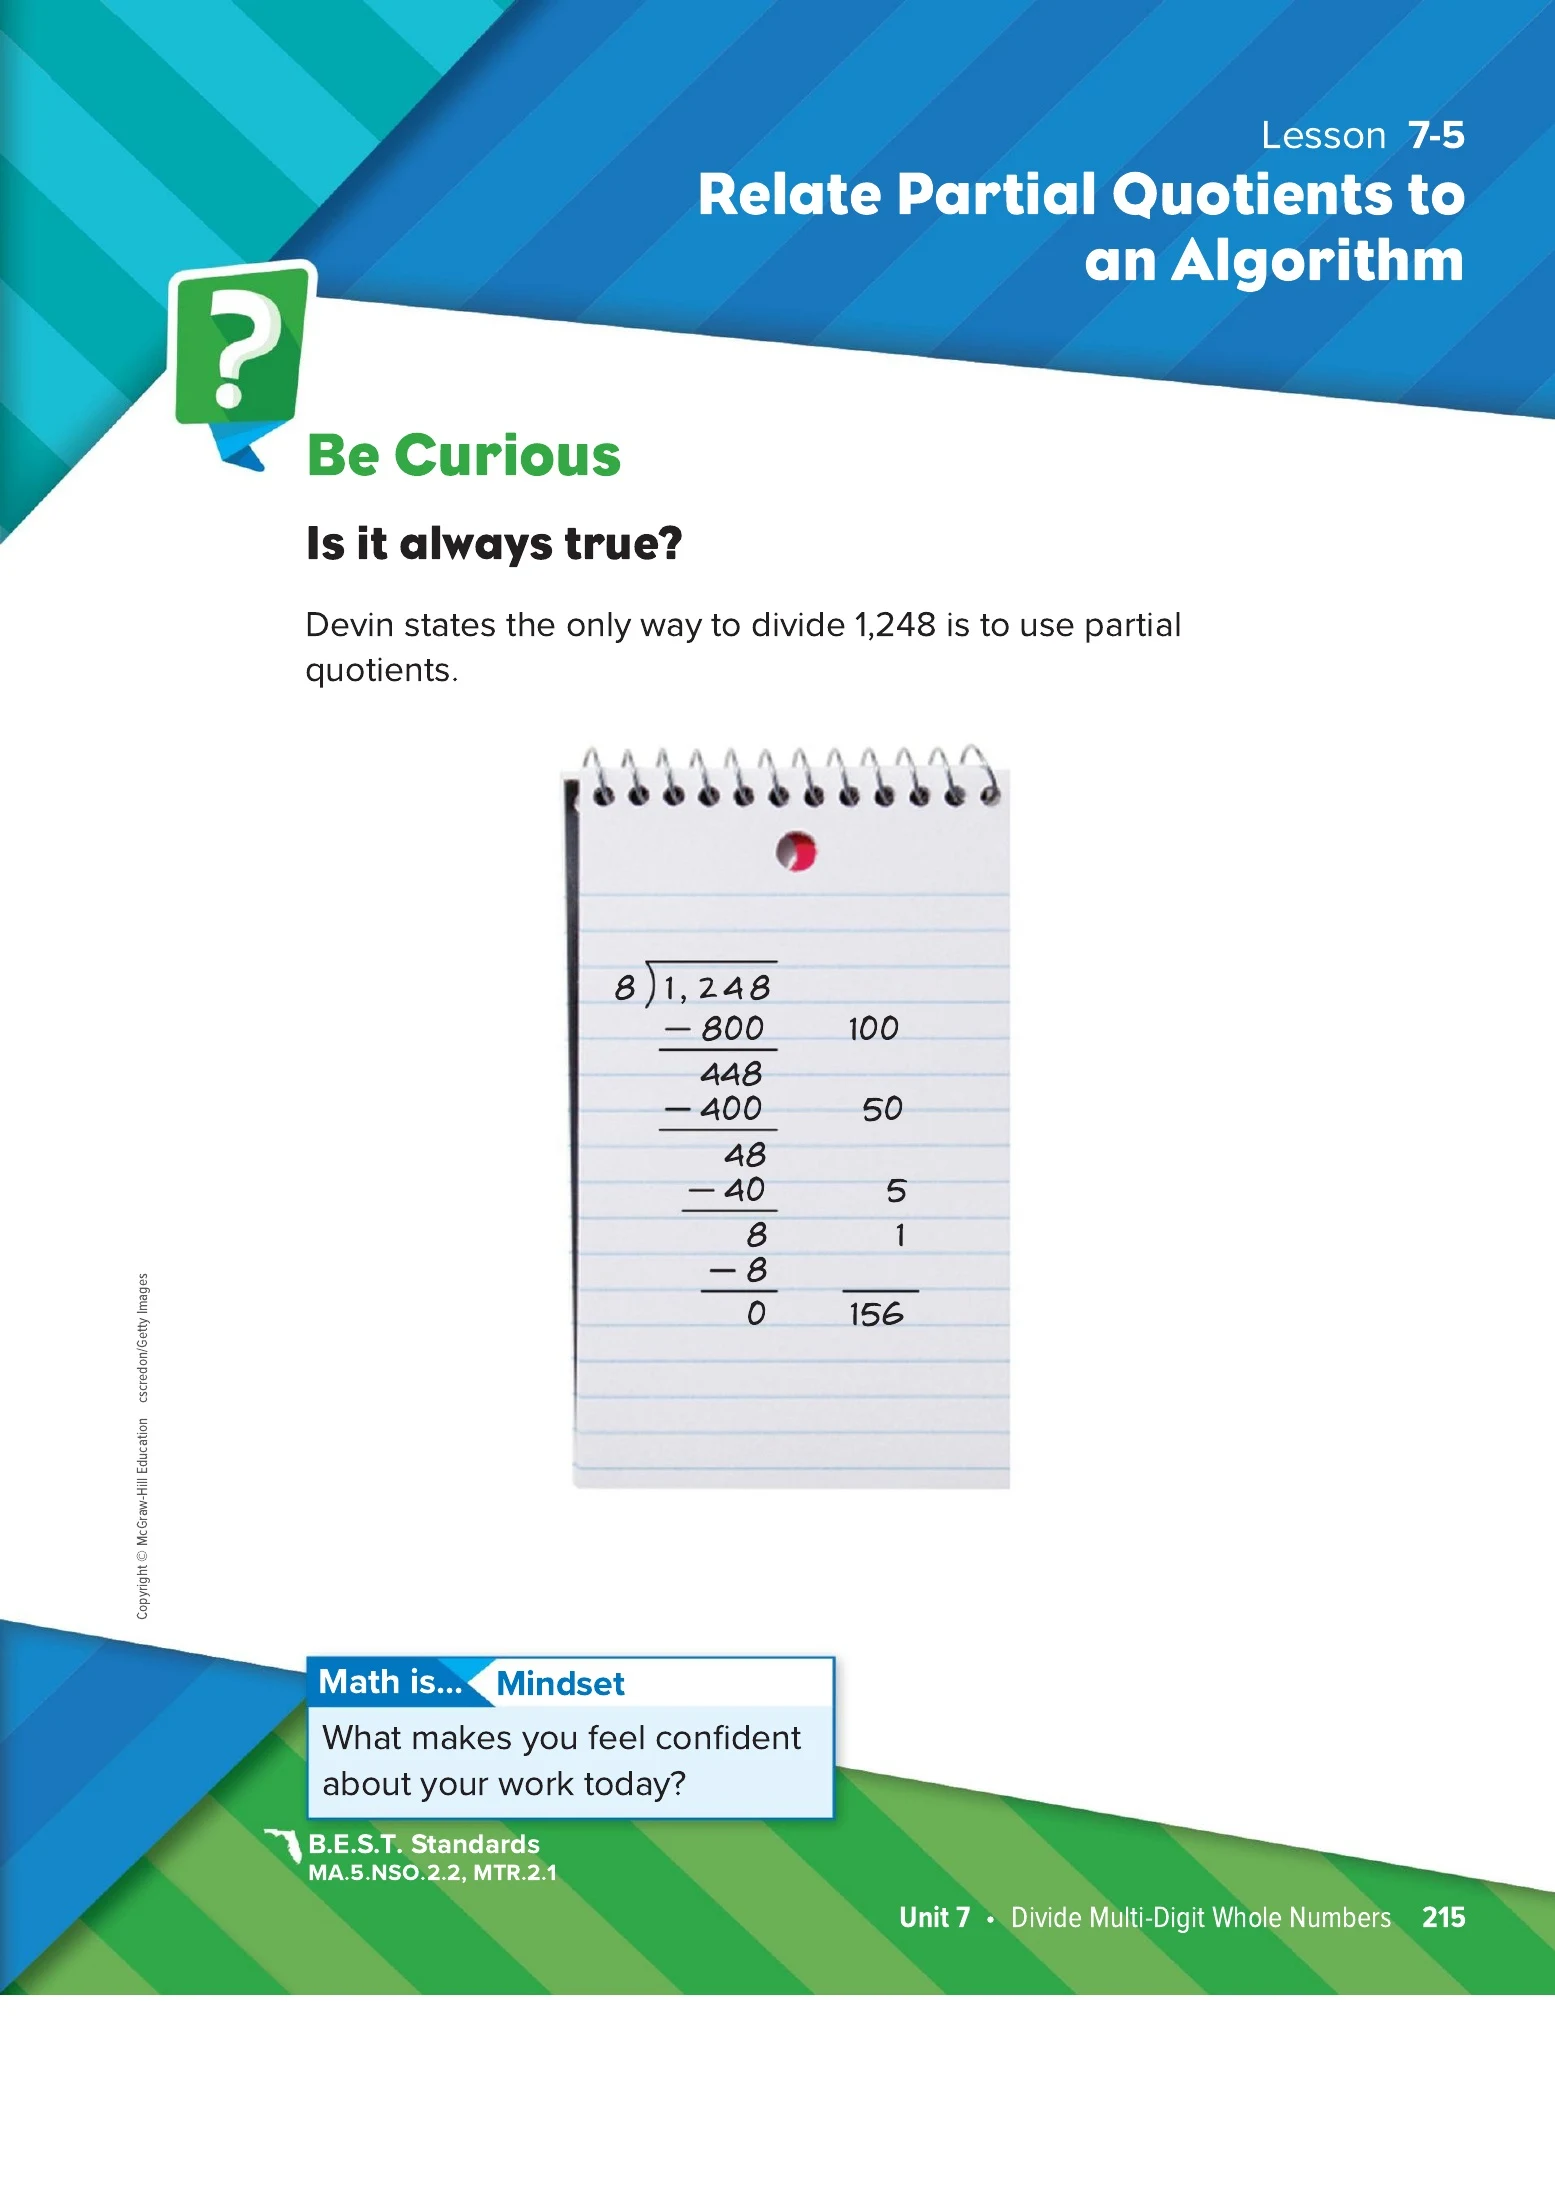 Lesson 7-5
Relate Partial Quotients to
an Algorithm
?
Be Curious
Is it always true?
Devin states the only way to divide 1,248 is to use partial
quotients.
8)1,248
− 800 100
448
− 400 50
48
− 40 5
8 1
− 8
0 156
Copyright © McGraw-Hill Education cscredon/Getty Images
Math is... Mindset
What makes you feel confident
about your work today?
B.E.S.T. Standards
MA.5.NSO.2.2, MTR.2.1
Unit 7 • Divide Multi-Digit Whole Numbers 215